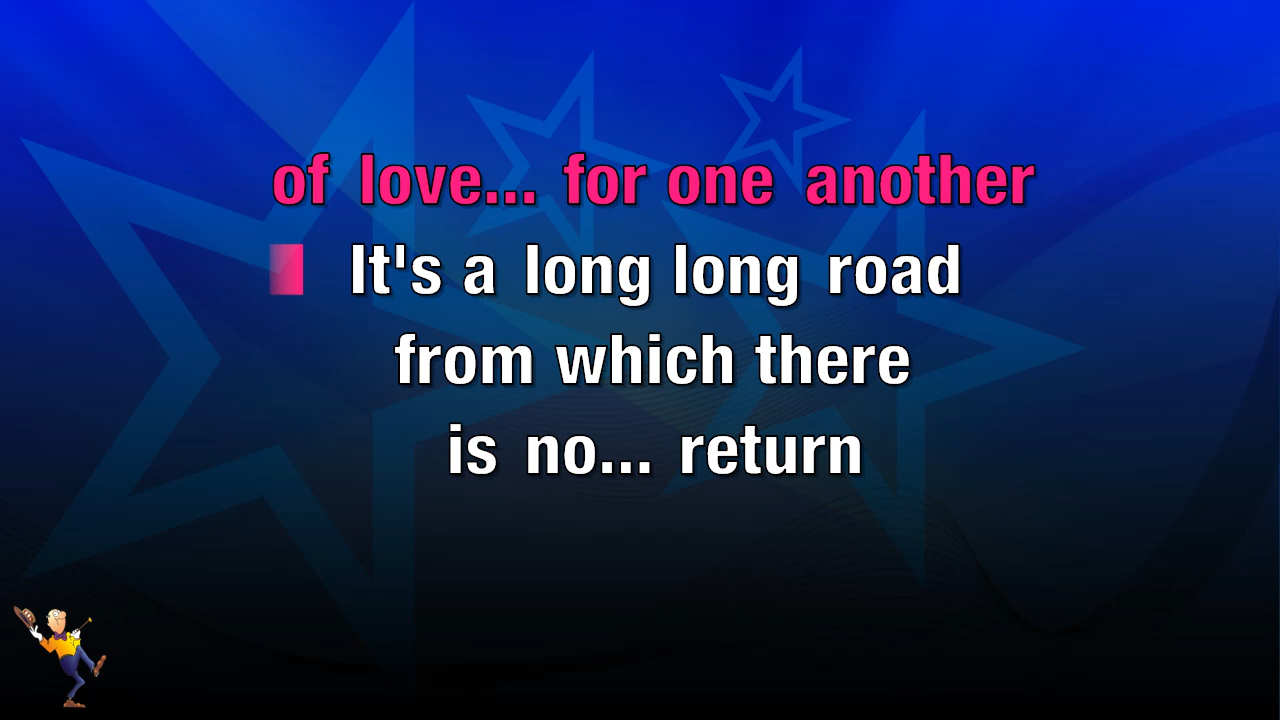 of love... for one another
It's a long long road
from which there
is no... return